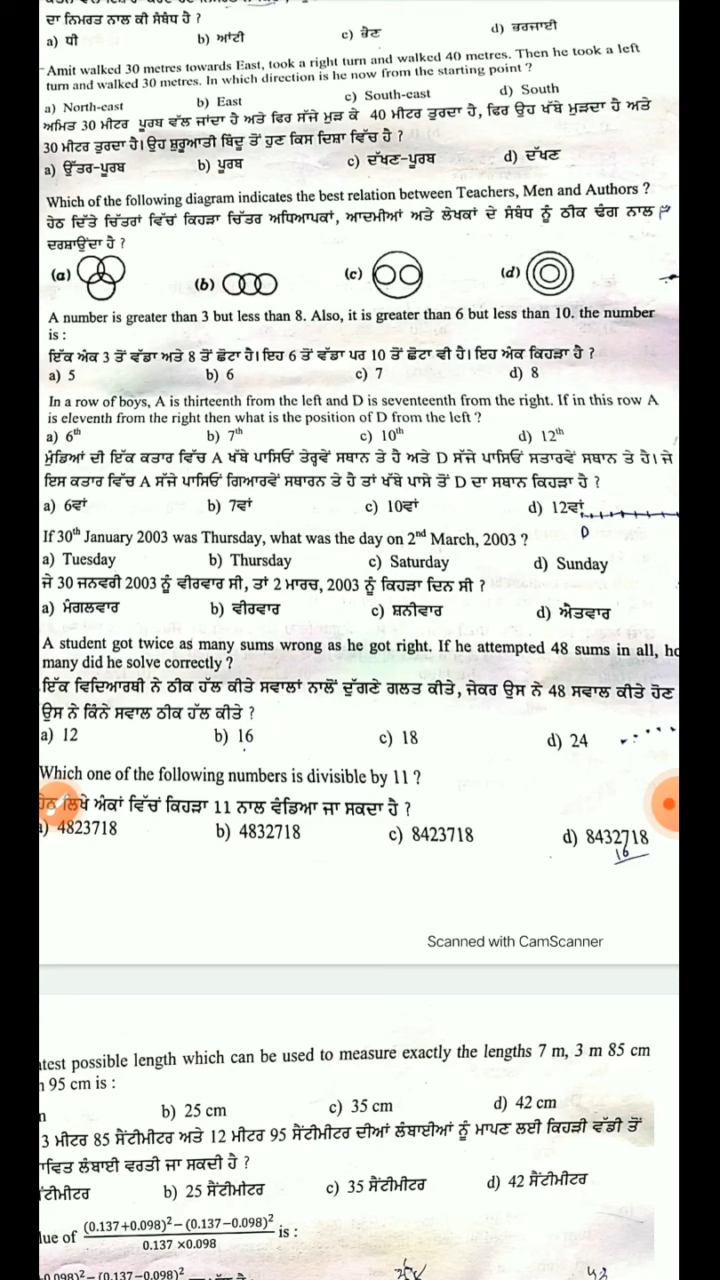 ਦਾ ਨਿਮਰਤ ਨਾਲ ਕੀ ਸੰਬੰਧ ਹੈ ?
a) ਧੀ b) ਆਂਟੀ c) ਭੈਣ d) ਭਰਜਾਈ
Amit walked 30 metres towards East, took a right turn and walked 40 metres. Then he took a left
turn and walked 30 metres. In which direction is he now from the starting point ?
a) North-east b) East c) South-east d) South
ਅਮਿਤ 30 ਮੀਟਰ ਪੂਰਬ ਵੱਲ ਜਾਂਦਾ ਹੈ ਅਤੇ ਫਿਰ ਸੱਜੇ ਮੁੜ ਕੇ 40 ਮੀਟਰ ਤੁਰਦਾ ਹੈ, ਫਿਰ ਉਹ ਖੱਬੇ ਮੁੜਦਾ ਹੈ ਅਤੇ
30 ਮੀਟਰ ਤੁਰਦਾ ਹੈ। ਉਹ ਸ਼ੁਰੂਆਤੀ ਬਿੰਦੂ ਤੋਂ ਹੁਣ ਕਿਸ ਦਿਸ਼ਾ ਵਿੱਚ ਹੈ ?
a) ਉੱਤਰ-ਪੂਰਬ b) ਪੂਰਬ c) ਦੱਖਣ-ਪੂਰਬ d) ਦੱਖਣ
Which of the following diagram indicates the best relation between Teachers, Men and Authors ?
ਹੇਠ ਦਿੱਤੇ ਚਿੱਤਰਾਂ ਵਿੱਚੋਂ ਕਿਹੜਾ ਚਿੱਤਰ ਅਧਿਆਪਕਾਂ, ਆਦਮੀਆਂ ਅਤੇ ਲੇਖਕਾਂ ਦੇ ਸੰਬੰਧ ਨੂੰ ਠੀਕ ਢੰਗ ਨਾਲ
ਦਰਸਾਉਂਦਾ ਹੈ ?
(a) (b) (c) (d)
A number is greater than 3 but less than 8. Also, it is greater than 6 but less than 10. the number
is :
ਇੱਕ ਅੰਕ 3 ਤੋਂ ਵੱਡਾ ਅਤੇ 8 ਤੋਂ ਛੋਟਾ ਹੈ। ਇਹ 6 ਤੋਂ ਵੱਡਾ ਪਰ 10 ਤੋਂ ਛੋਟਾ ਵੀ ਹੈ। ਇਹ ਅੰਕ ਕਿਹੜਾ ਹੈ ?
a) 5 b) 6 c) 7 d) 8
In a row of boys, A is thirteenth from the left and D is seventeenth from the right. If in this row A
is eleventh from the right then what is the position of D from the left ?
a) 6th b) 7th c) 10th d) 12th
ਮੁੰਡਿਆਂ ਦੀ ਇੱਕ ਕਤਾਰ ਵਿੱਚ A ਖੱਬੇ ਪਾਸਿਓਂ ਤੇਰ੍ਹਵੇਂ ਸਥਾਨ ਤੇ ਹੈ ਅਤੇ D ਸੱਜੇ ਪਾਸਿਓਂ ਸਤਾਰਵੇਂ ਸਥਾਨ ਤੇ ਹੈ। ਜੇ
ਇਸ ਕਤਾਰ ਵਿੱਚ A ਸੱਜੇ ਪਾਸਿਓਂ ਗਿਆਰਵੇਂ ਸਥਾਰਨ ਤੇ ਹੈ ਤਾਂ ਖੱਬੇ ਪਾਸੇ ਤੋਂ D ਦਾ ਸਥਾਨ ਕਿਹੜਾ ਹੈ ?
a) 6ਵਾਂ b) 7ਵਾਂ c) 10ਵਾਂ d) 12ਵਾਂ
D
If 30th January 2003 was Thursday, what was the day on 2nd March, 2003 ?
a) Tuesday b) Thursday c) Saturday d) Sunday
ਜੇ 30 ਜਨਵਰੀ 2003 ਨੂੰ ਵੀਰਵਾਰ ਸੀ, ਤਾਂ 2 ਮਾਰਚ, 2003 ਨੂੰ ਕਿਹੜਾ ਦਿਨ ਸੀ ?
a) ਮੰਗਲਵਾਰ b) ਵੀਰਵਾਰ c) ਸ਼ਨੀਵਾਰ d) ਐਤਵਾਰ
A student got twice as many sums wrong as he got right. If he attempted 48 sums in all, ho
many did he solve correctly ?
ਇੱਕ ਵਿਦਿਆਰਥੀ ਨੇ ਠੀਕ ਹੱਲ ਕੀਤੇ ਸਵਾਲਾਂ ਨਾਲੋਂ ਦੁੱਗਣੇ ਗਲਤ ਕੀਤੇ, ਜੇਕਰ ਉਸ ਨੇ 48 ਸਵਾਲ ਕੀਤੇ ਹੋਣ
ਉਸ ਨੇ ਕਿੰਨੇ ਸਵਾਲ ਠੀਕ ਹੱਲ ਕੀਤੇ ?
a) 12 b) 16 c) 18 d) 24
Which one of the following numbers is divisible by 11 ?
ਹੇਠ ਲਿਖੇ ਅੰਕਾਂ ਵਿੱਚੋਂ ਕਿਹੜਾ 11 ਨਾਲ ਵੰਡਿਆ ਜਾ ਸਕਦਾ ਹੈ ?
a) 4823718 b) 4832718 c) 8423718 d) 8432718
16
Scanned with CamScanner
atest possible length which can be used to measure exactly the lengths 7 m, 3 m 85 cm
95 cm is :
b) 25 cm c) 35 cm d) 42 cm
3 ਮੀਟਰ 85 ਸੈਂਟੀਮੀਟਰ ਅਤੇ 12 ਮੀਟਰ 95 ਸੈਂਟੀਮੀਟਰ ਦੀਆਂ ਲੰਬਾਈਆਂ ਨੂੰ ਮਾਪਣ ਲਈ ਕਿਹੜੀ ਵੱਡੀ ਤੋਂ
ਾਵਿਤ ਲੰਬਾਈ ਵਰਤੀ ਜਾ ਸਕਦੀ ਹੈ ?
ਂਟੀਮੀਟਰ b) 25 ਸੈਂਟੀਮੀਟਰ c) 35 ਸੈਂਟੀਮੀਟਰ d) 42 ਸੈਂਟੀਮੀਟਰ
lue of (0.137+0.098)²−(0.137−0.098)² / 0.137 ×0.098 is :
0.098)²−(0.137−0.098)²